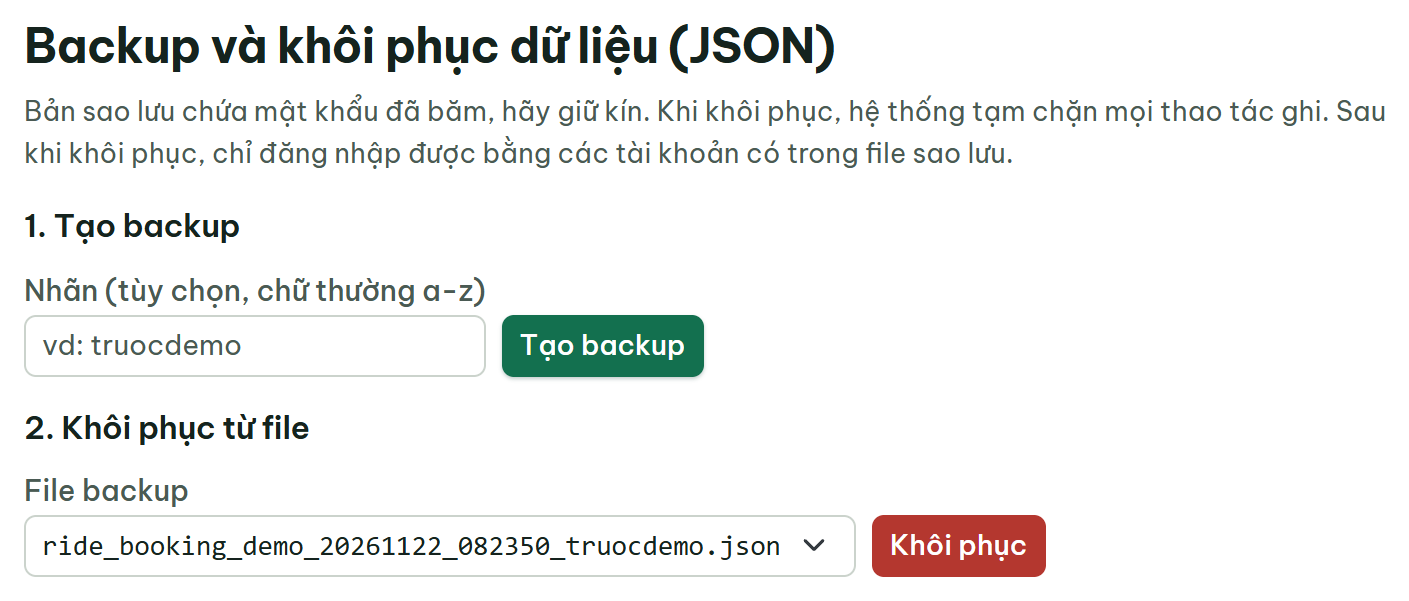 Backup và khôi phục dữ liệu (JSON)
Bản sao lưu chứa mật khẩu đã băm, hãy giữ kín. Khi khôi phục, hệ thống tạm chặn mọi thao tác ghi. Sau
khi khôi phục, chỉ đăng nhập được bằng các tài khoản có trong file sao lưu.
1. Tạo backup
Nhãn (tùy chọn, chữ thường a-z)
vd: truocdemo
Tạo backup
2. Khôi phục từ file
File backup
ride_booking_demo_20261122_082350_truocdemo.json
Khôi phục